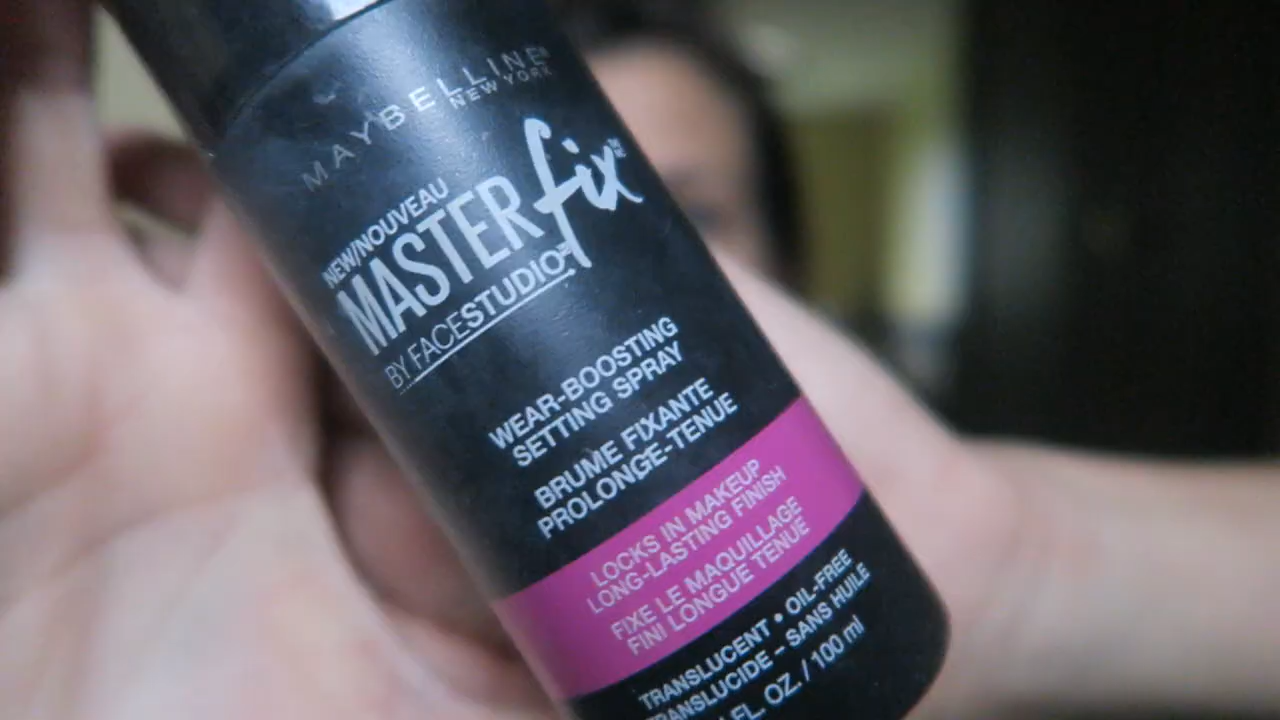 MAYBELLINE®
NEW YORK
NEW/NOUVEAU
MASTER fix
BY FACESTUDIO
WEAR-BOOSTING
SETTING SPRAY
BRUME FIXANTE
PROLONGE-TENUE
LOCKS IN MAKEUP
LONG-LASTING FINISH
FIXE LE MAQUILLAGE
FINI LONGUE TENUE
TRANSLUCENT • OIL-FREE
TRANSLUCIDE – SANS HUILE
FL. OZ. / 100 ml